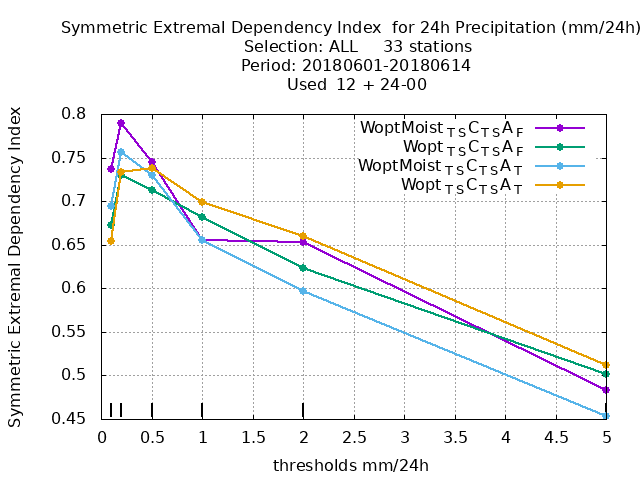 Symmetric Extremal Dependency Index  for 24h Precipitation (mm/24h)
Selection: ALL     33 stations
Period: 20180601-20180614
Used  12 + 24-00
Symmetric Extremal Dependency Index
0.8
0.75
0.7
0.65
0.6
0.55
0.5
0.45
WoptMoist TS C TS A F
Wopt TS C TS A F
WoptMoist TS C TS A T
Wopt TS C TS A T
0 0.5 1 1.5 2 2.5 3 3.5 4 4.5 5
thresholds mm/24h